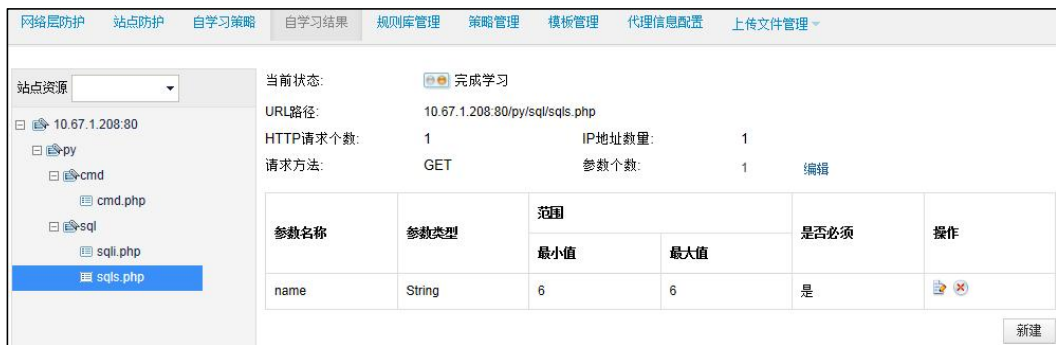 网络层防护 站点防护 自学习策略 自学习结果 规则库管理 策略管理 模板管理 代理信息配置 上传文件管理
站点资源
10.67.1.208:80
py
cmd
cmd.php
sql
sqli.php
sqls.php
当前状态: 完成学习
URL路径: 10.67.1.208:80/py/sql/sqls.php
HTTP请求个数: 1 IP地址数量: 1
请求方法: GET 参数个数: 1 编辑
参数名称 参数类型 范围 是否必须 操作
最小值 最大值
name String 6 6 是
新建